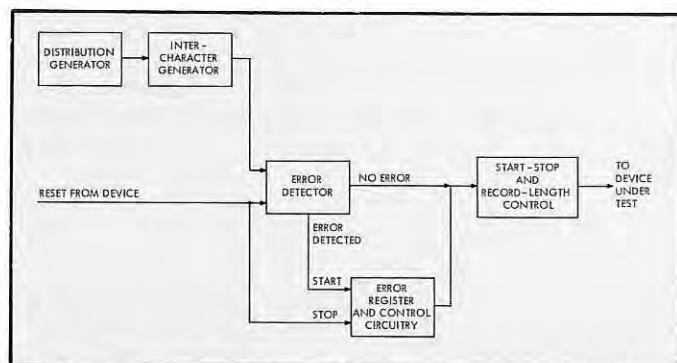 DISTRIBUTION
GENERATOR
INTER-
CHARACTER
GENERATOR
RESET FROM DEVICE
ERROR
DETECTOR
NO ERROR
START-STOP
AND
RECORD-LENGTH
CONTROL
TO
DEVICE
UNDER
TEST
ERROR
DETECTED
START
STOP
ERROR
REGISTER
AND CONTROL
CIRCUITRY